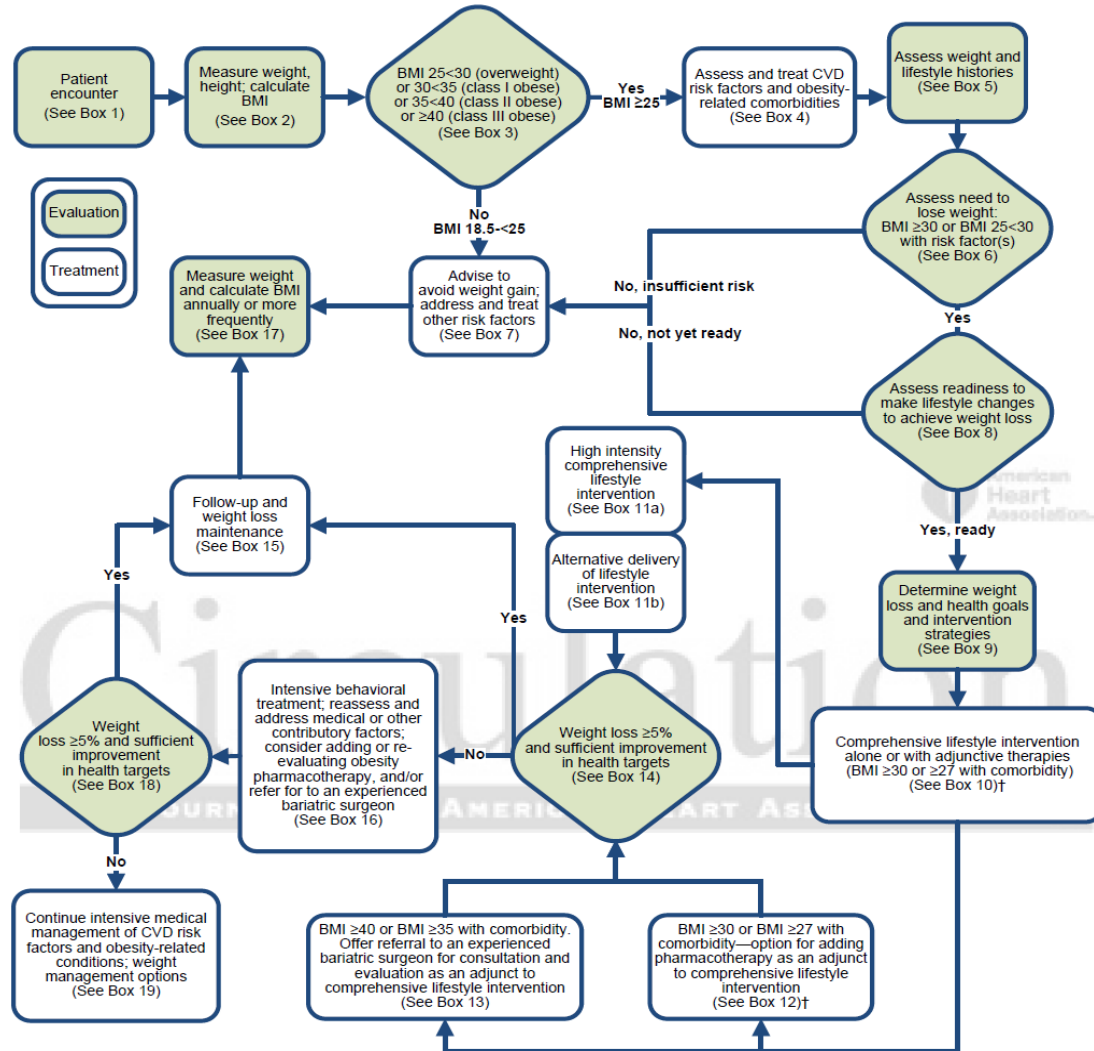 Patient
encounter
(See Box 1)
Measure weight,
height; calculate
BMI
(See Box 2)
BMI 25<30 (overweight)
or 30<35 (class I obese)
or 35<40 (class II obese)
or ≥40 (class III obese)
(See Box 3)
Yes
BMI ≥25
Assess and treat CVD
risk factors and obesity-
related comorbidities
(See Box 4)
Assess weight and
lifestyle histories
(See Box 5)
Evaluation
Treatment
No
BMI 18.5-<25
Assess need to
lose weight:
BMI ≥30 or BMI 25<30
with risk factor(s)
(See Box 6)
Measure weight
and calculate BMI
annually or more
frequently
(See Box 17)
Advise to
avoid weight gain;
address and treat
other risk factors
(See Box 7)
No, insufficient risk
No, not yet ready
Yes
Assess readiness to
make lifestyle changes
to achieve weight loss
(See Box 8)
High intensity
comprehensive
lifestyle
intervention
(See Box 11a)
American
Heart
Association
Follow-up and
weight loss
maintenance
(See Box 15)
Yes, ready
Alternative delivery
of lifestyle
intervention
(See Box 11b)
Yes
Yes
Determine weight
loss and health goals
and intervention
strategies
(See Box 9)
Circulation
Weight
loss ≥5% and sufficient
improvement
in health targets
(See Box 18)
Intensive behavioral
treatment; reassess and
address medical or other
contributory factors;
consider adding or re-
evaluating obesity
pharmacotherapy, and/or
refer for to an experienced
bariatric surgeon
(See Box 16)
No
Weight loss ≥5%
and sufficient improvement
in health targets
(See Box 14)
Comprehensive lifestyle intervention
alone or with adjunctive therapies
(BMI ≥30 or ≥27 with comorbidity)
(See Box 10)†
No
Continue intensive medical
management of CVD risk
factors and obesity-related
conditions; weight
management options
(See Box 19)
BMI ≥40 or BMI ≥35 with comorbidity.
Offer referral to an experienced
bariatric surgeon for consultation and
evaluation as an adjunct to
comprehensive lifestyle intervention
(See Box 13)
BMI ≥30 or BMI ≥27 with
comorbidity—option for adding
pharmacotherapy as an adjunct
to comprehensive lifestyle
intervention
(See Box 12)†